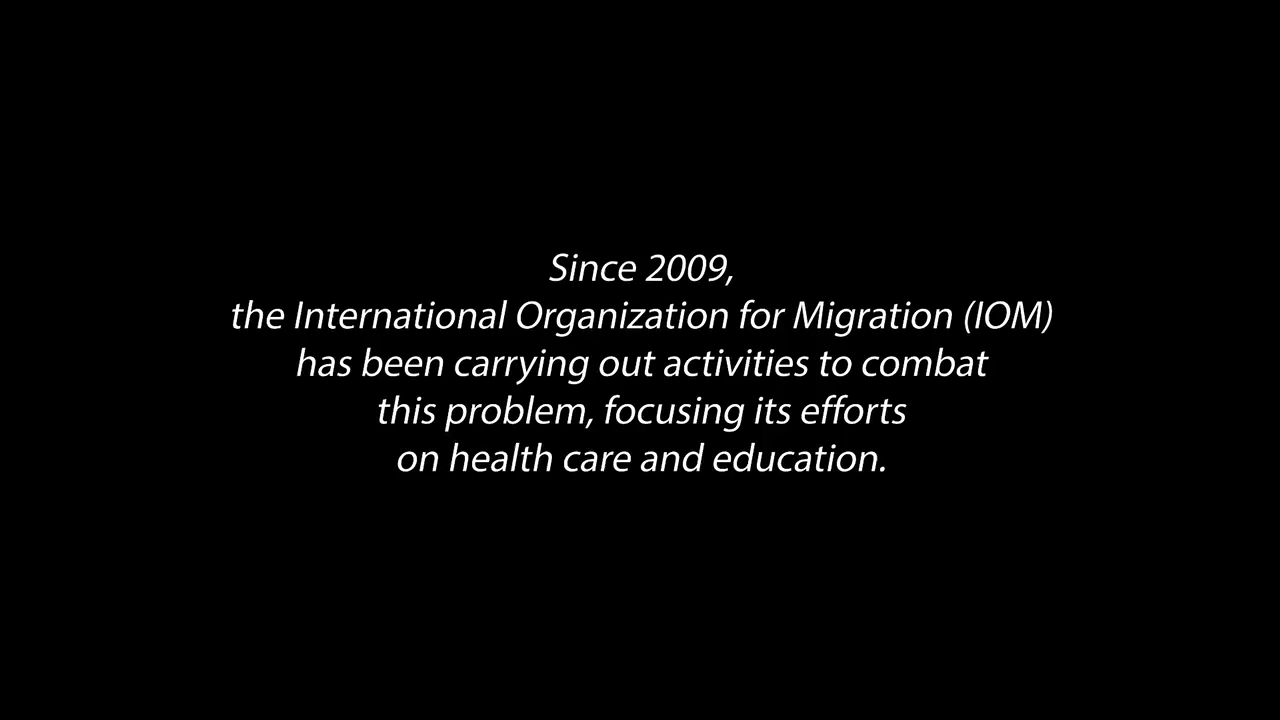 Since 2009,
the International Organization for Migration (IOM)
has been carrying out activities to combat
this problem, focusing its efforts
on health care and education.